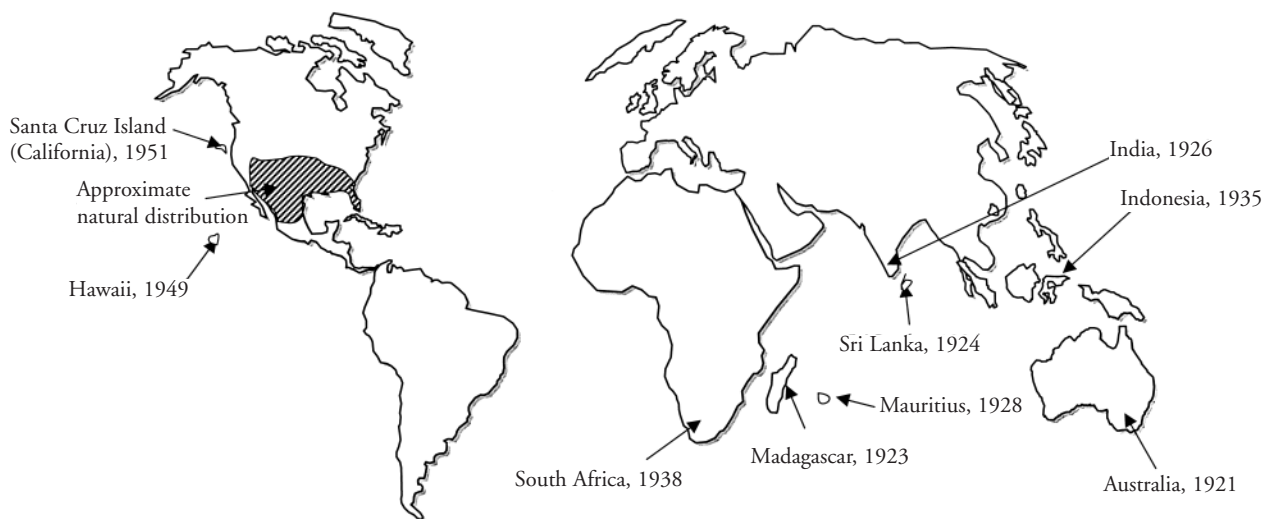 Santa Cruz Island
(California), 1951
Approximate
natural distribution
Hawaii, 1949
India, 1926
Indonesia, 1935
Sri Lanka, 1924
Mauritius, 1928
Madagascar, 1923
South Africa, 1938
Australia, 1921